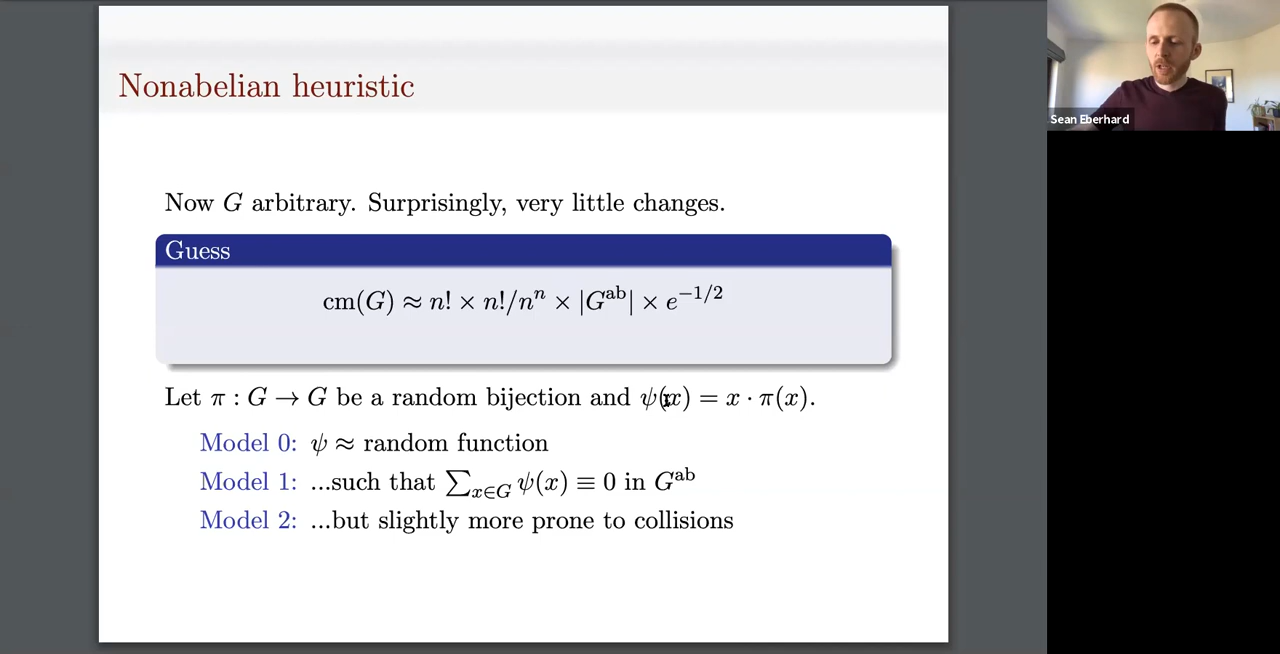 Nonabelian heuristic
Now G arbitrary. Surprisingly, very little changes.
Guess
cm(G) ≈ n! × n!/nⁿ × |G^ab| × e^{−1/2}
Let π : G → G be a random bijection and ψ(x) = x · π(x).
Model 0: ψ ≈ random function
Model 1: ...such that ∑_{x∈G} ψ(x) ≡ 0 in G^ab
Model 2: ...but slightly more prone to collisions
Sean Eberhard